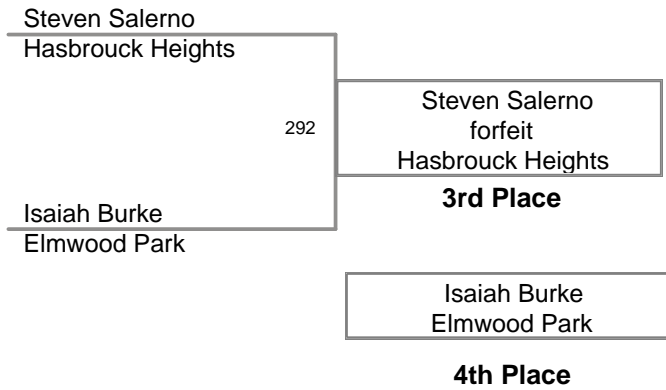 Steven Salerno
Hasbrouck Heights
292
Steven Salerno
forfeit
Hasbrouck Heights
3rd Place
Isaiah Burke
Elmwood Park
Isaiah Burke
Elmwood Park
4th Place